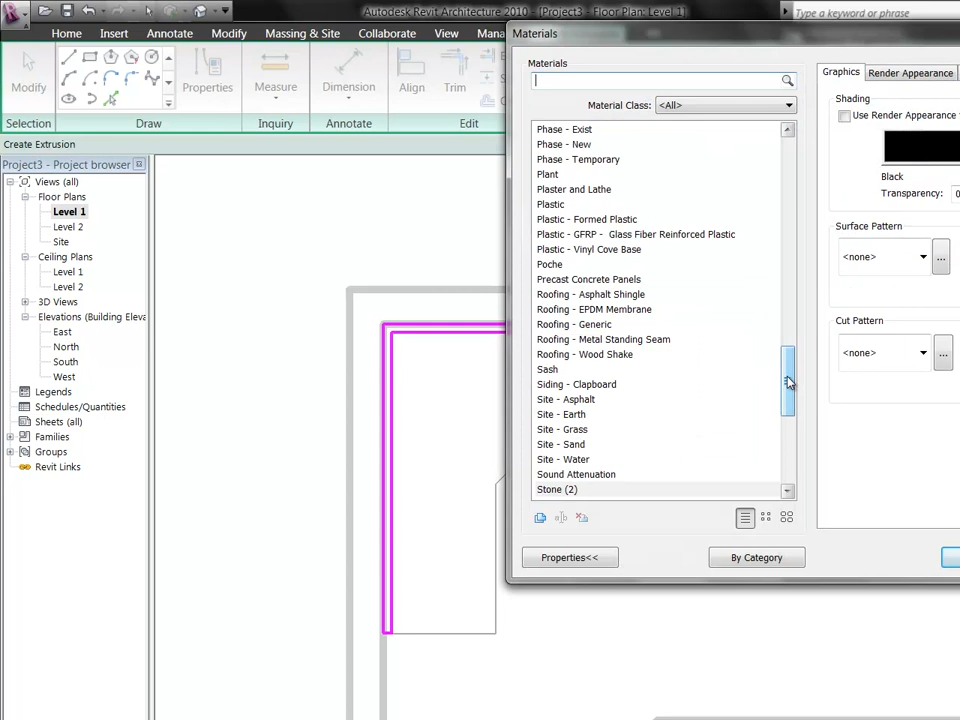 Autodesk Revit Architecture 2010 - [Project3 - Floor Plan: Level 1]
Type a keyword or phrase
Home Insert Annotate Modify Massing & Site Collaborate View
Modify
Properties
Measure
Dimension
Align
Trim
Selection
Draw
Inquiry
Annotate
Edit
Create Extrusion
Project3 - Project browser
Views (all)
Floor Plans
Level 1
Level 2
Site
Ceiling Plans
Level 1
Level 2
3D Views
Elevations (Building Eleva
East
North
South
West
Legends
Schedules/Quantities
Sheets (all)
Families
Groups
Revit Links
Materials
Materials
Material Class: <All>
Phase - Exist
Phase - New
Phase - Temporary
Plant
Plaster and Lathe
Plastic
Plastic - Formed Plastic
Plastic - GFRP - Glass Fiber Reinforced Plastic
Plastic - Vinyl Cove Base
Poche
Precast Concrete Panels
Roofing - Asphalt Shingle
Roofing - EPDM Membrane
Roofing - Generic
Roofing - Metal Standing Seam
Roofing - Wood Shake
Sash
Siding - Clapboard
Site - Asphalt
Site - Earth
Site - Grass
Site - Sand
Site - Water
Sound Attenuation
Stone (2)
Properties<<
By Category
Graphics
Render Appearance
Shading
Use Render Appearance
Black
Transparency: 0
Surface Pattern
<none>
...
Cut Pattern
<none>
...